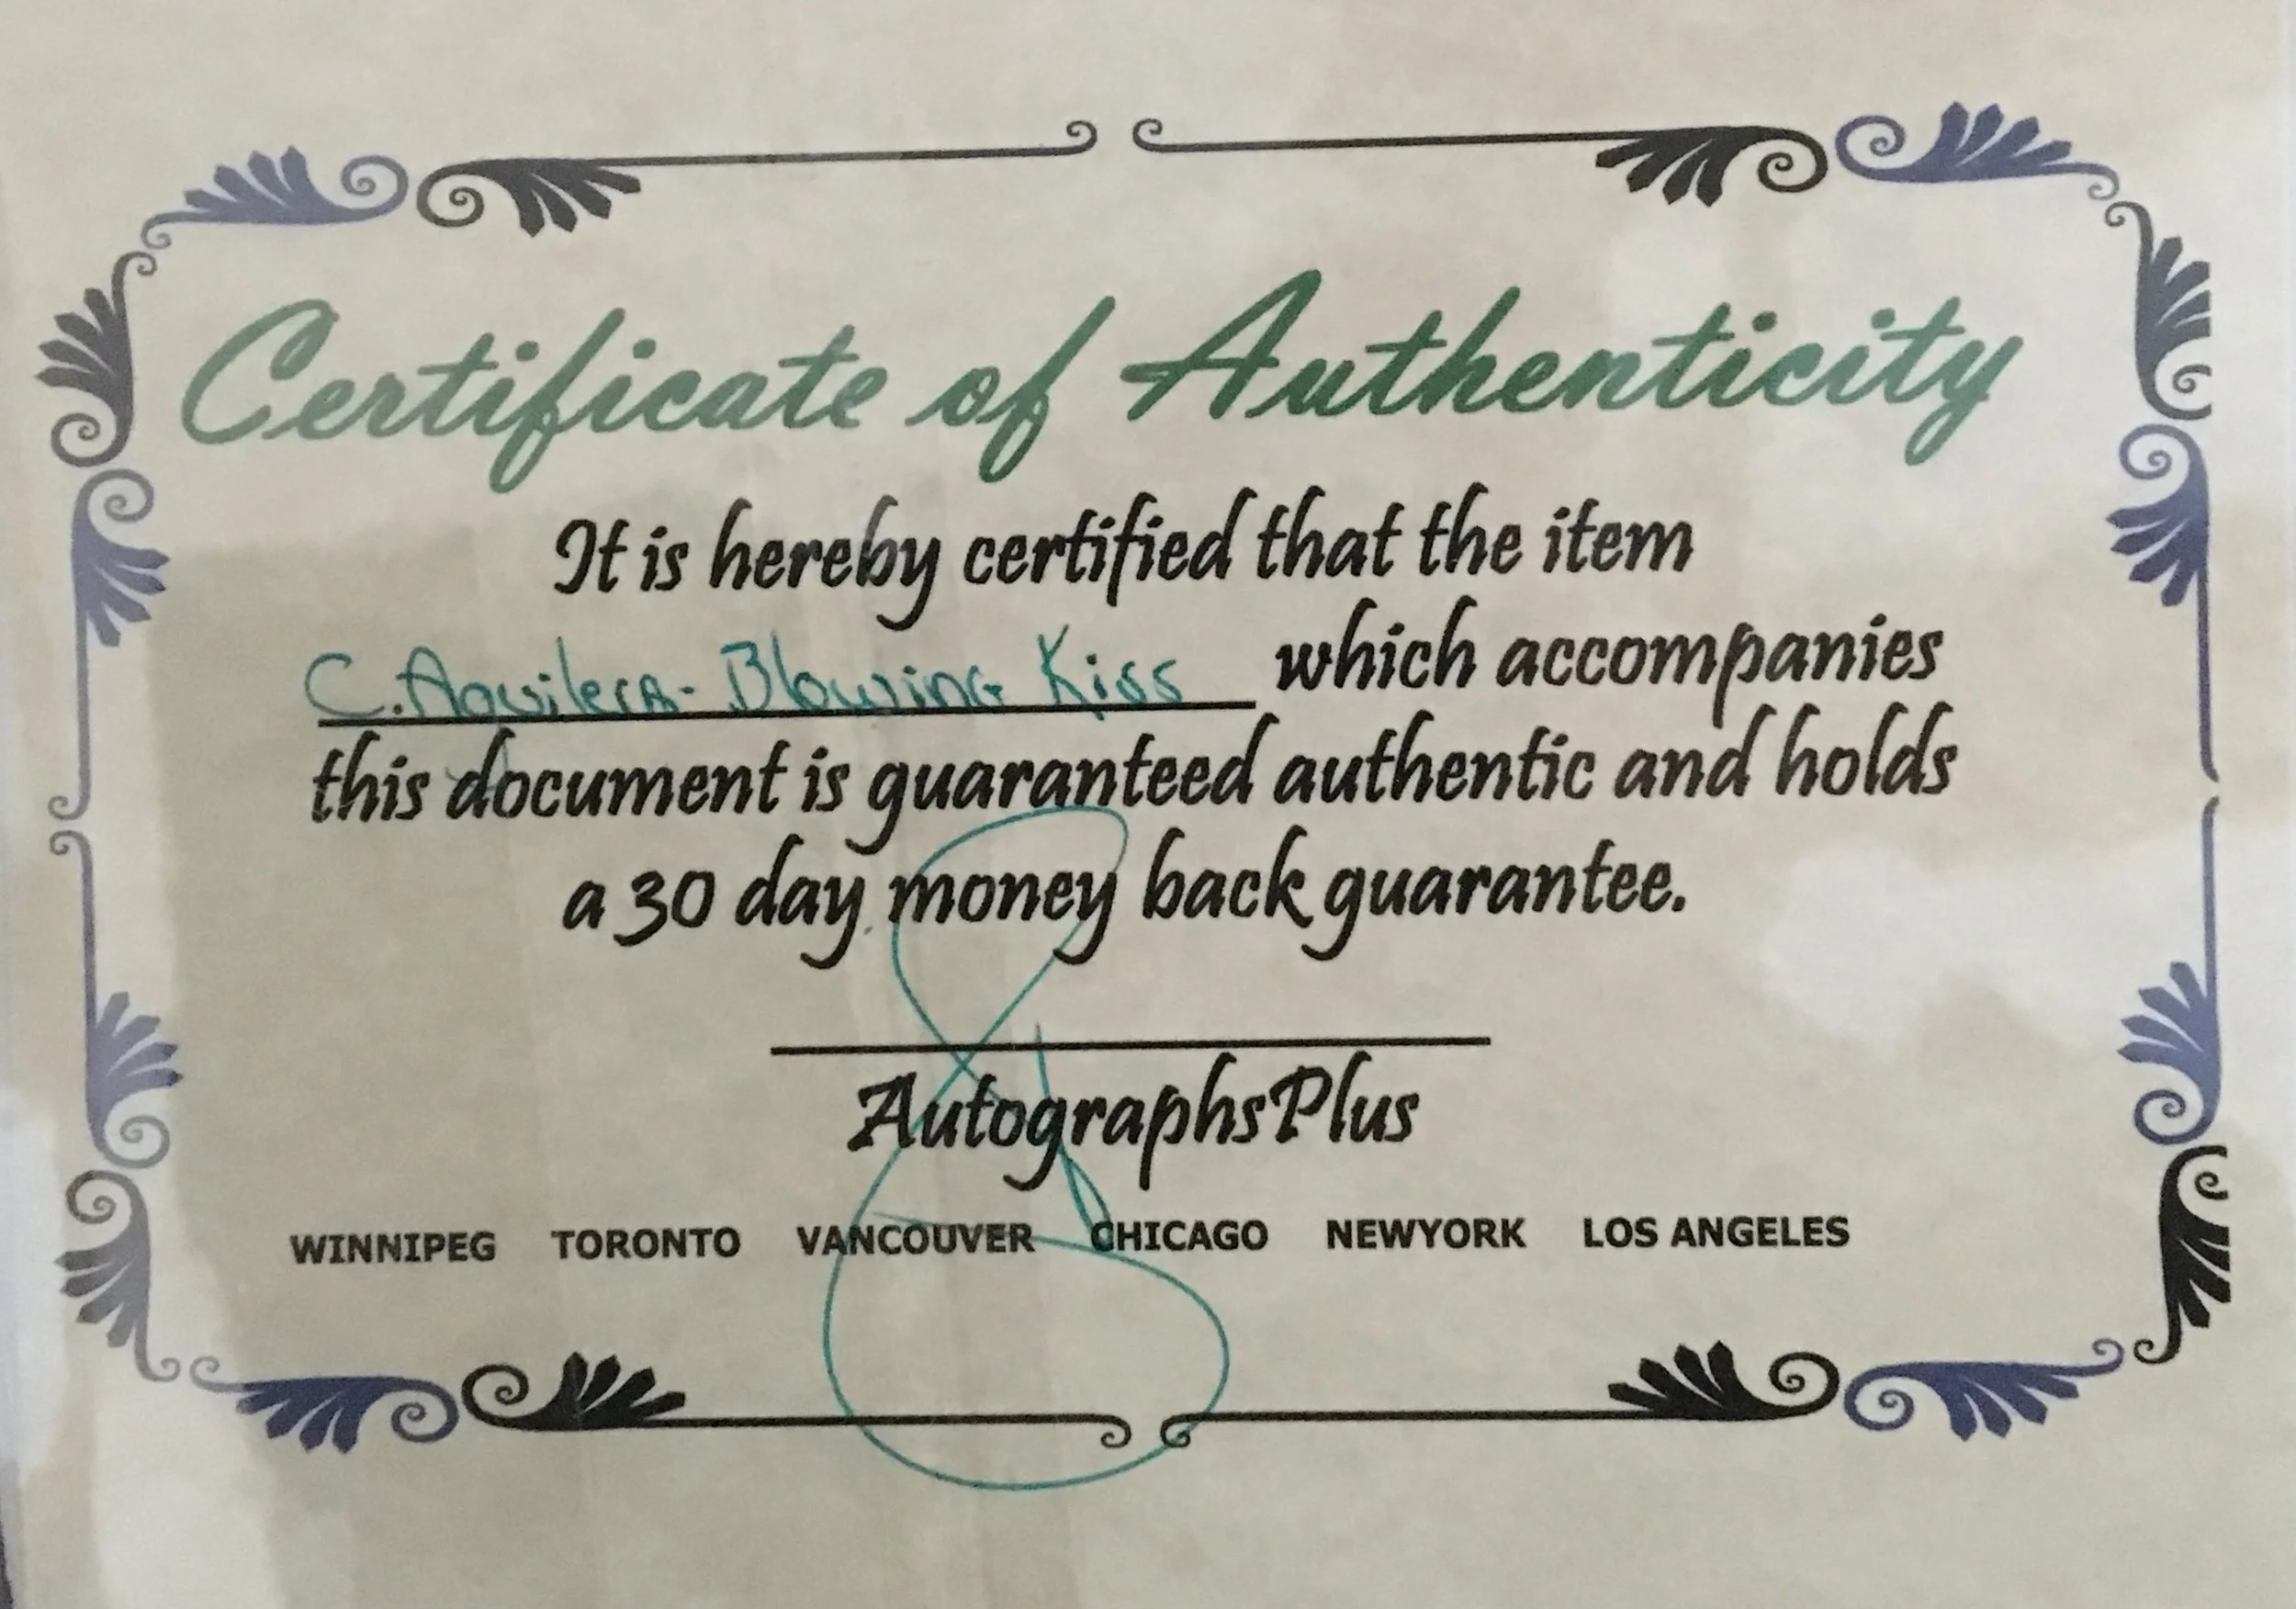 Certificate of Authenticity
It is hereby certified that the item
C. Aguilera - Blowing Kiss which accompanies
this document is guaranteed authentic and holds
a 30 day money back guarantee.
AutographsPlus
WINNIPEG TORONTO VANCOUVER CHICAGO NEWYORK LOS ANGELES